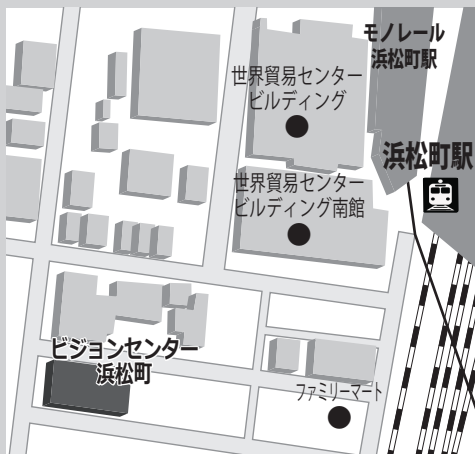 モノレール
浜松町駅
世界貿易センター
ビルディング
浜松町駅
世界貿易センター
ビルディング南館
ビジョンセンター
浜松町
ファミリーマート